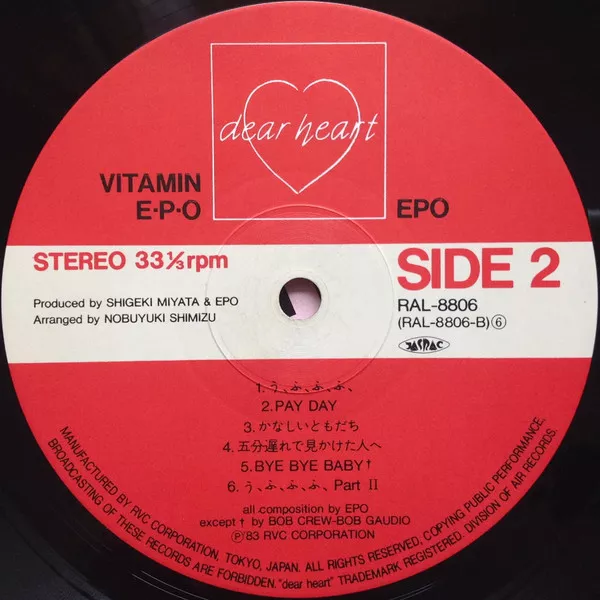 dear heart
VITAMIN
E·P·O
EPO
STEREO 33⅓rpm
SIDE 2
Produced by SHIGEKI MIYATA & EPO
Arranged by NOBUYUKI SHIMIZU
RAL-8806
(RAL-8806-B)⑥
JASRAC
1. う、ふ、ふ、ふ、
2. PAY DAY
3. かなしいともだち
4. 五分遅れで見かけた人へ
5. BYE BYE BABY†
6. う、ふ、ふ、ふ、Part II
all composition by EPO
except † by BOB CREW-BOB GAUDIO
Ⓟ'83 RVC CORPORATION
MANUFACTURED BY RVC CORPORATION, TOKYO, JAPAN. ALL RIGHTS RESERVED, COPYING PUBLIC PERFORMANCE,
BROADCASTING OF THESE RECORDS ARE FORBIDDEN. "dear heart" TRADEMARK REGISTERED. DIVISION OF AIR RECORDS.